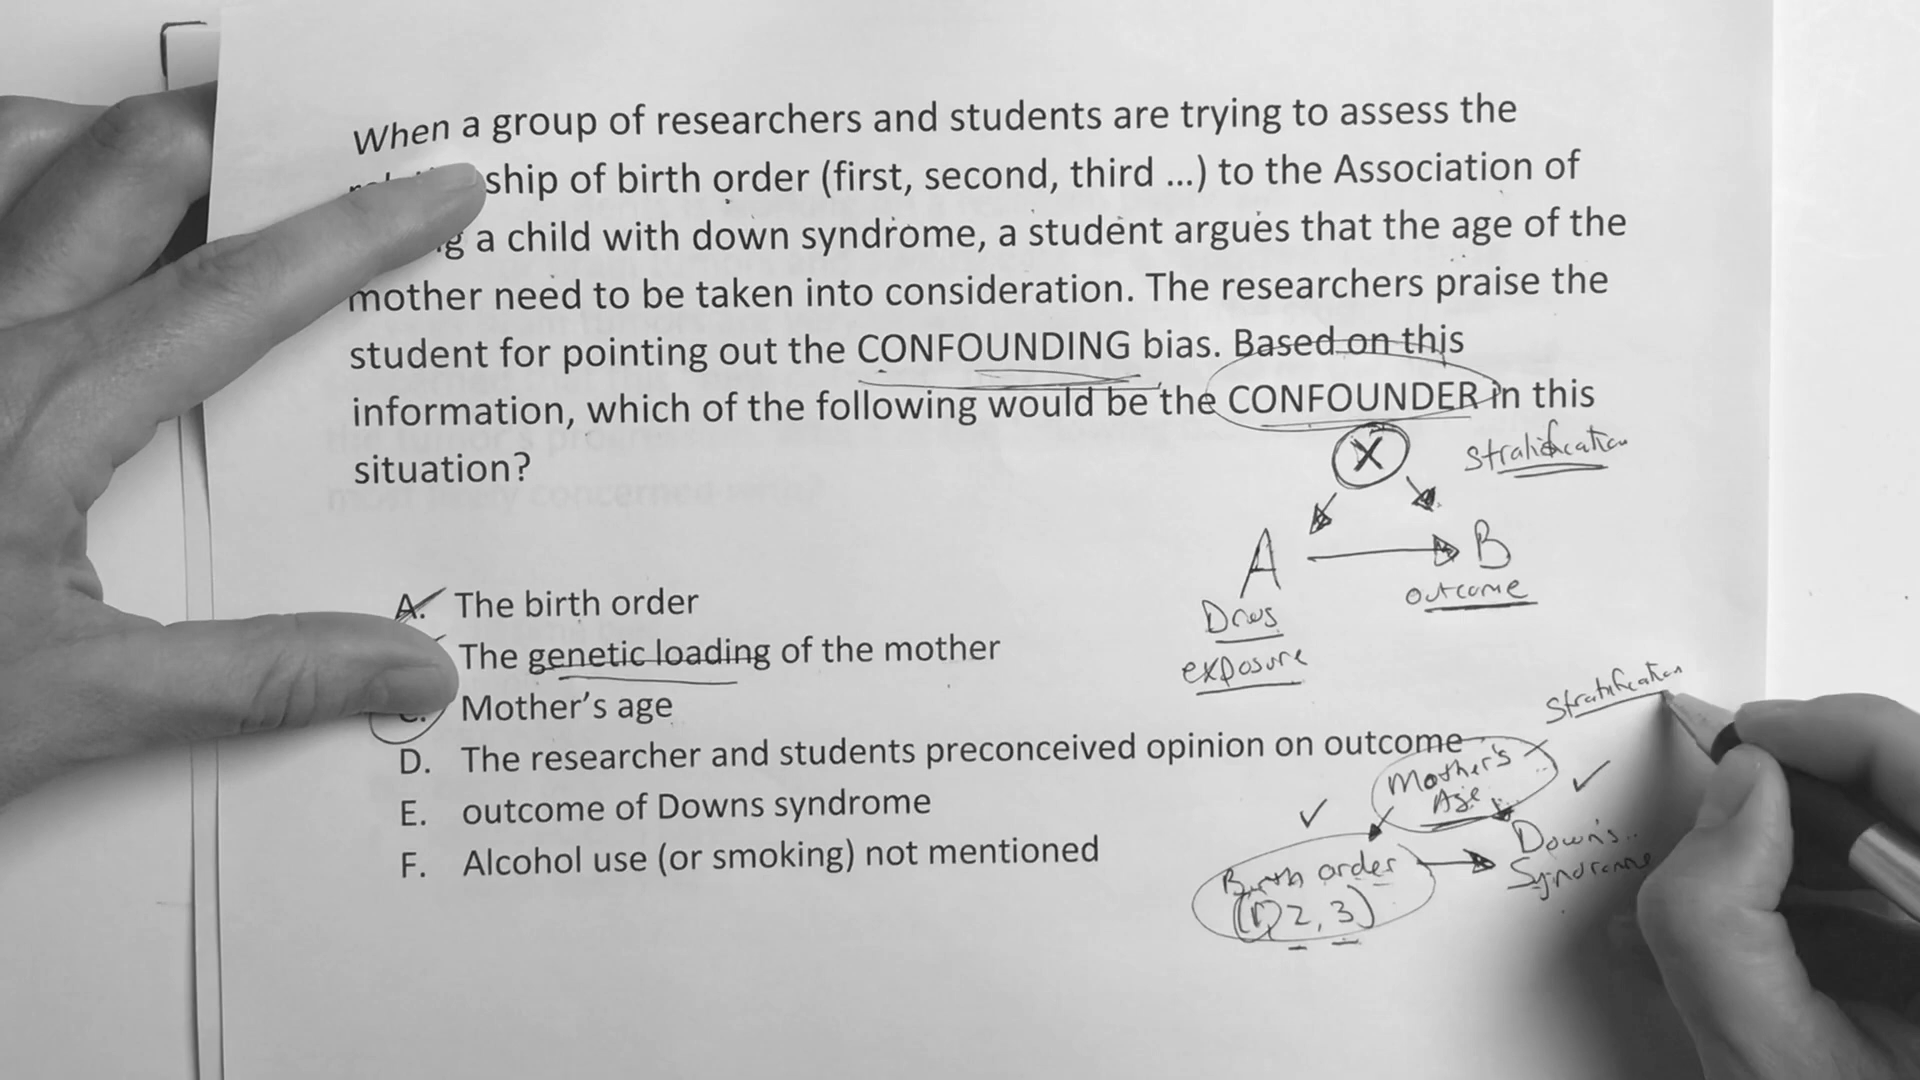 When a group of researchers and students are trying to assess the
ship of birth order (first, second, third ...) to the Association of
g a child with down syndrome, a student argues that the age of the
mother need to be taken into consideration. The researchers praise the
student for pointing out the CONFOUNDING bias. Based on this
information, which of the following would be the CONFOUNDER in this
situation?
X
Stratification
A
B
outcome
exposure
A. The birth order
The genetic loading of the mother
C. Mother's age
D. The researcher and students preconceived opinion on outcome
E. outcome of Downs syndrome
F. Alcohol use (or smoking) not mentioned
Stratification
Mother's
Age
Birth order
(1) 2, 3)
Down's
Syndrome